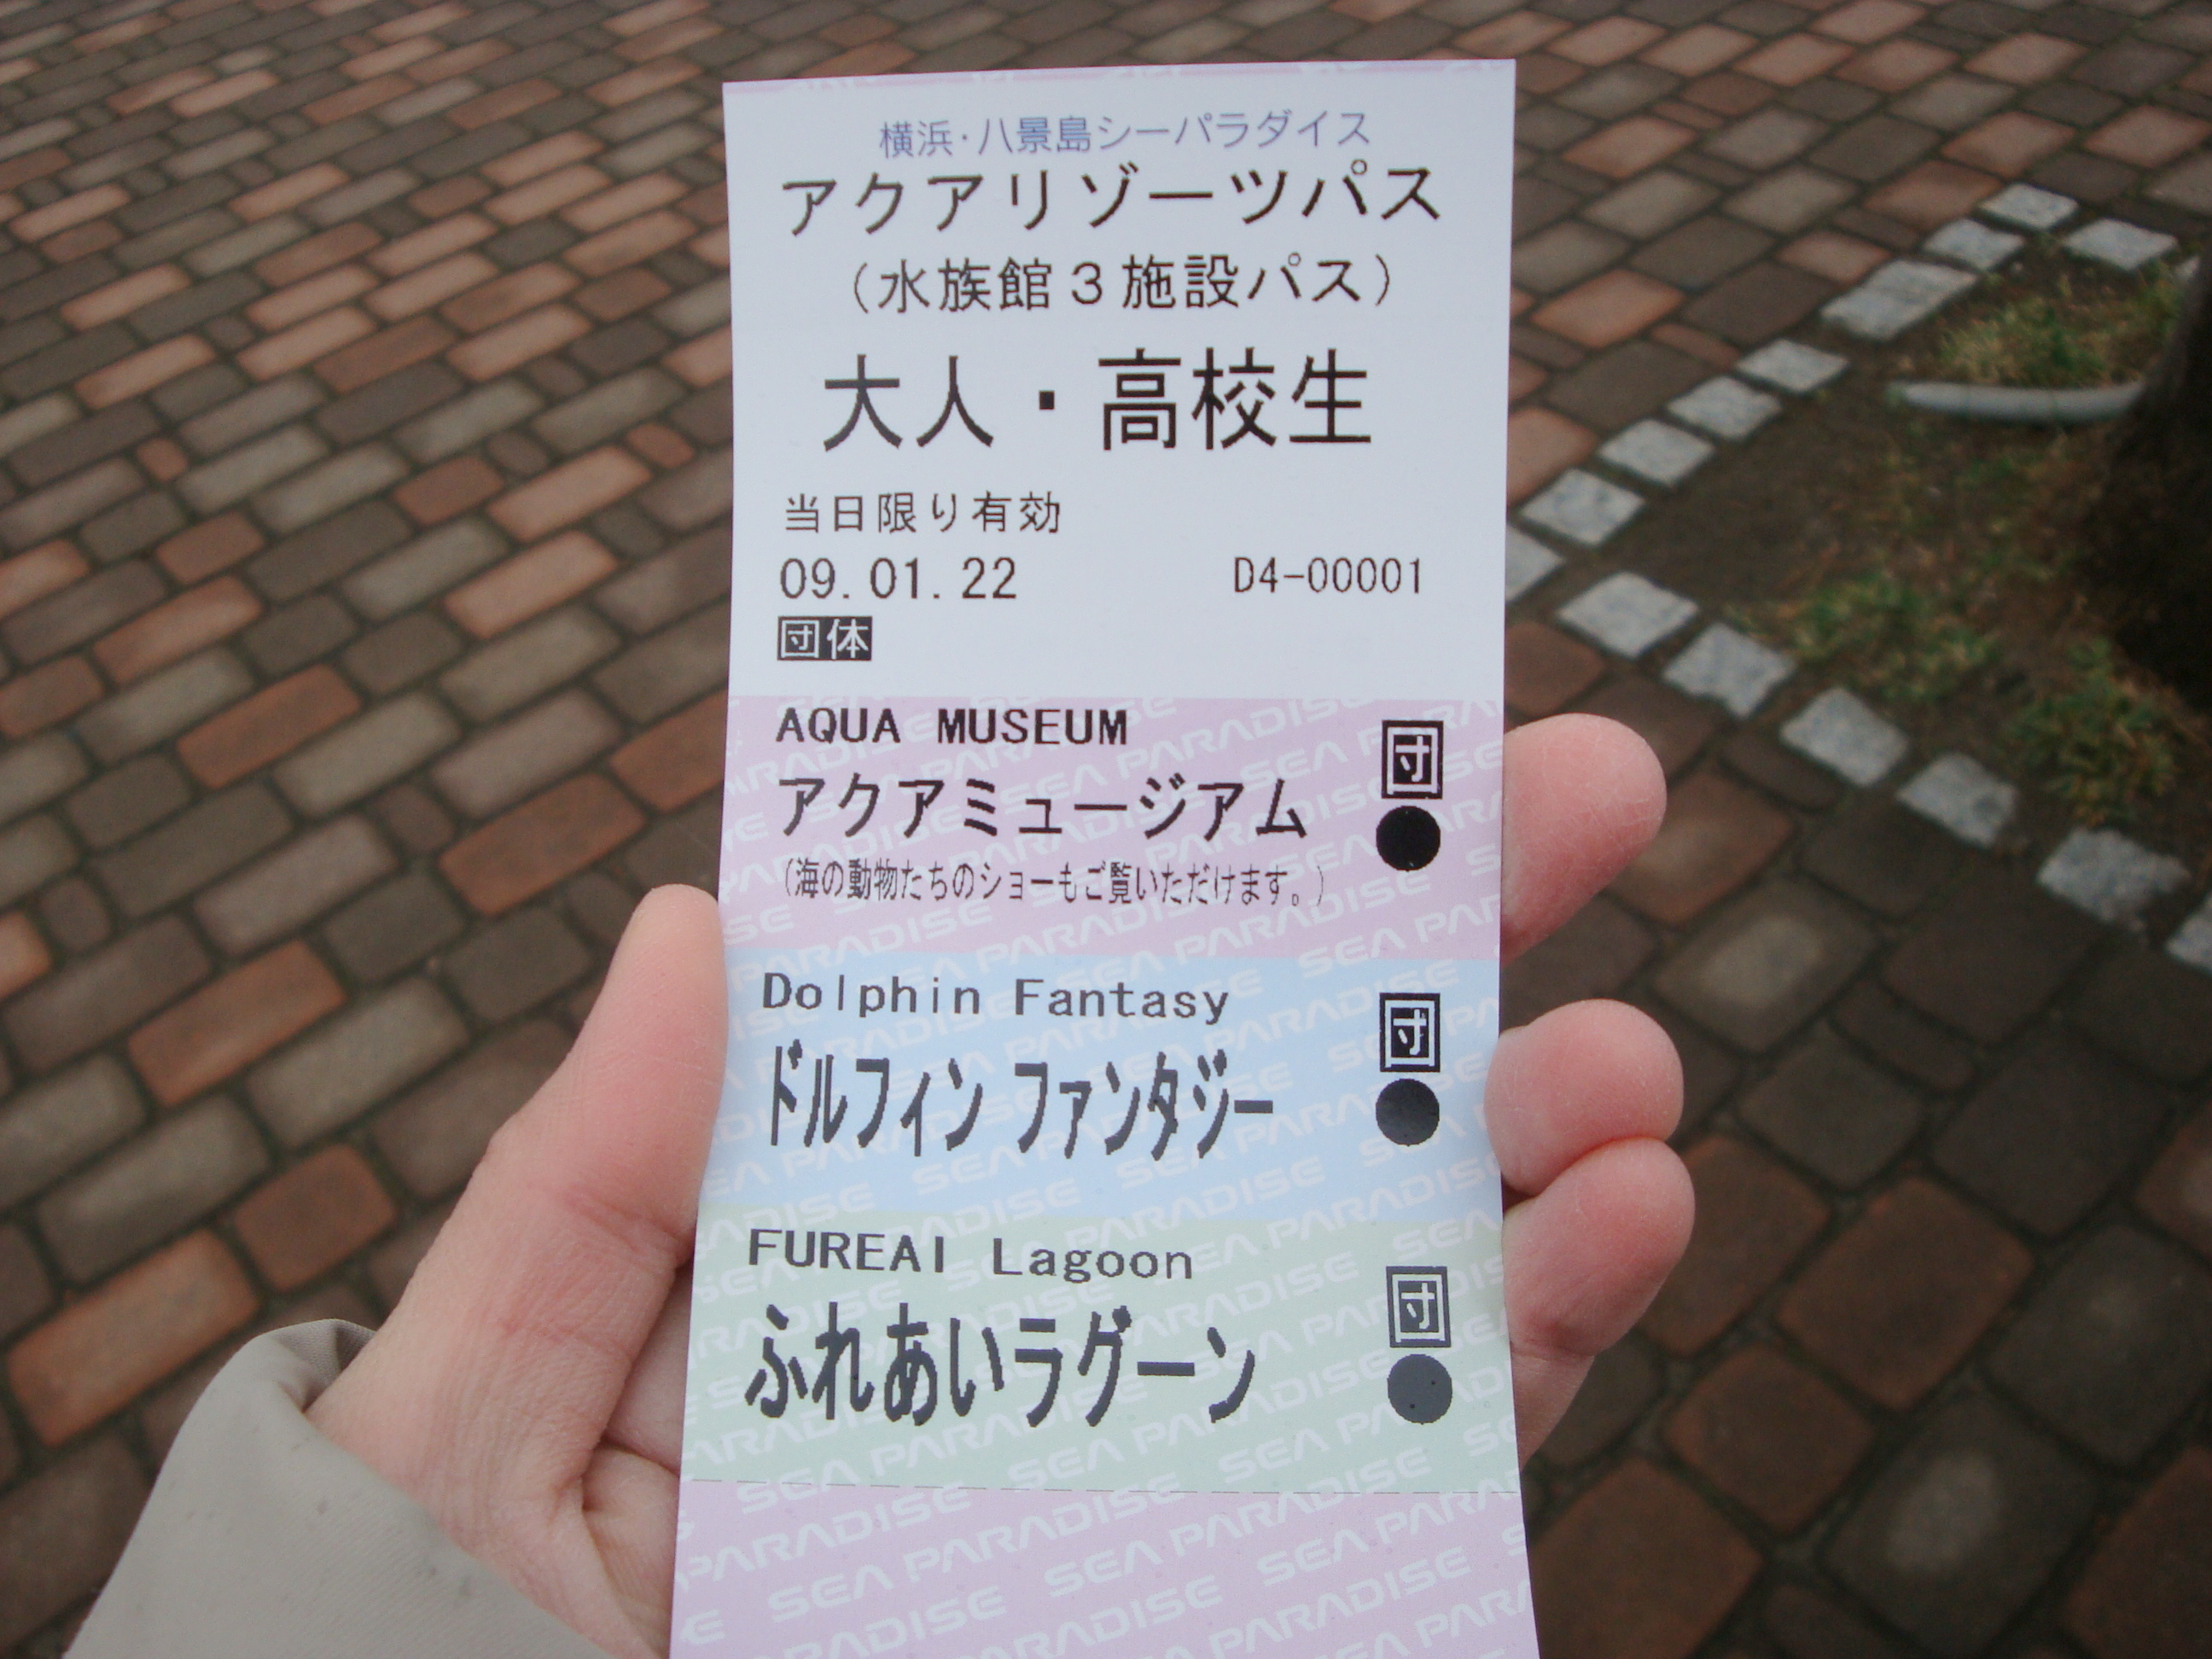 横浜・八景島シーパラダイス
アクアリゾーツパス
（水族館３施設パス）
大人・高校生
当日限り有効
09.01.22 D4-00001
団体
AQUA MUSEUM 団
アクアミュージアム
(海の動物たちのショーもご覧いただけます。)
Dolphin Fantasy 団
ドルフィン ファンタジー
FUREAI Lagoon 団
ふれあいラグーン
SEA PARADISE